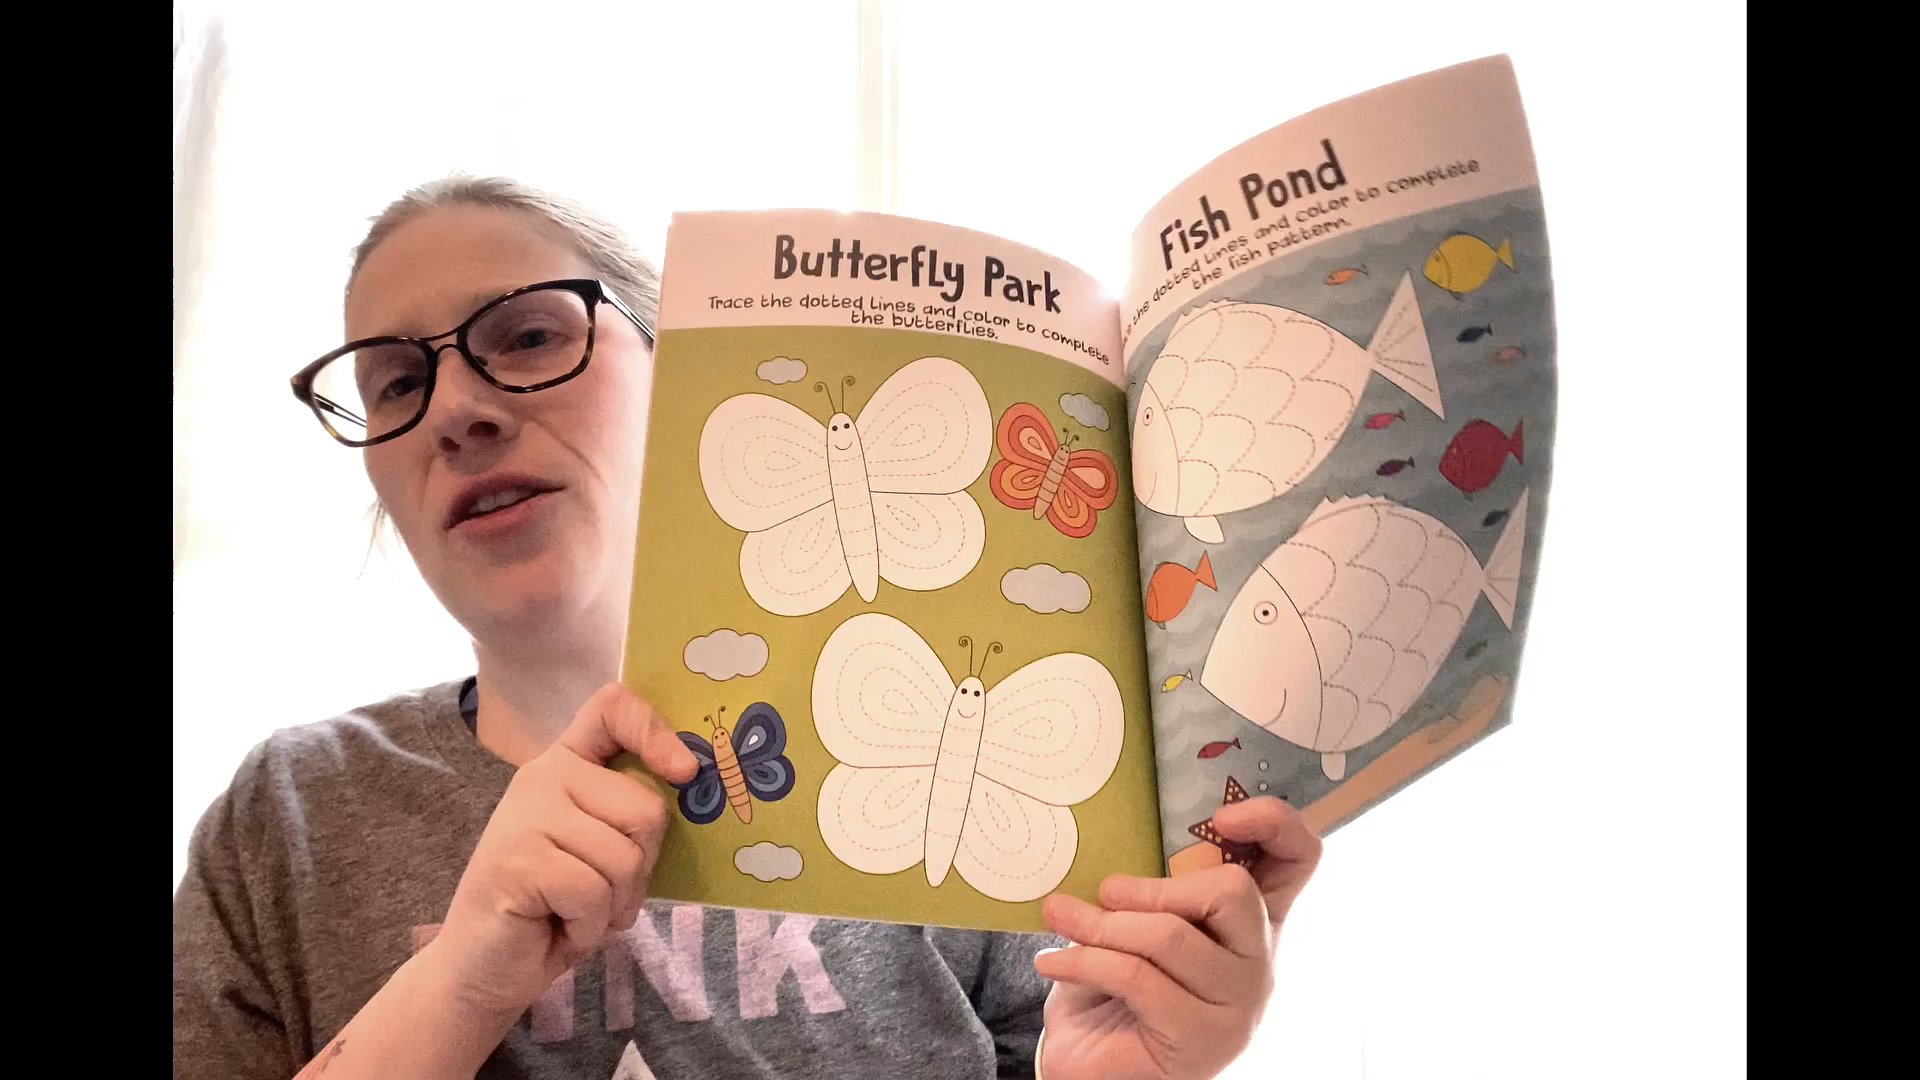 Butterfly Park
Trace the dotted lines and color to complete
the butterflies.
Fish Pond
the dotted lines and color to complete
the fish pattern.
INK